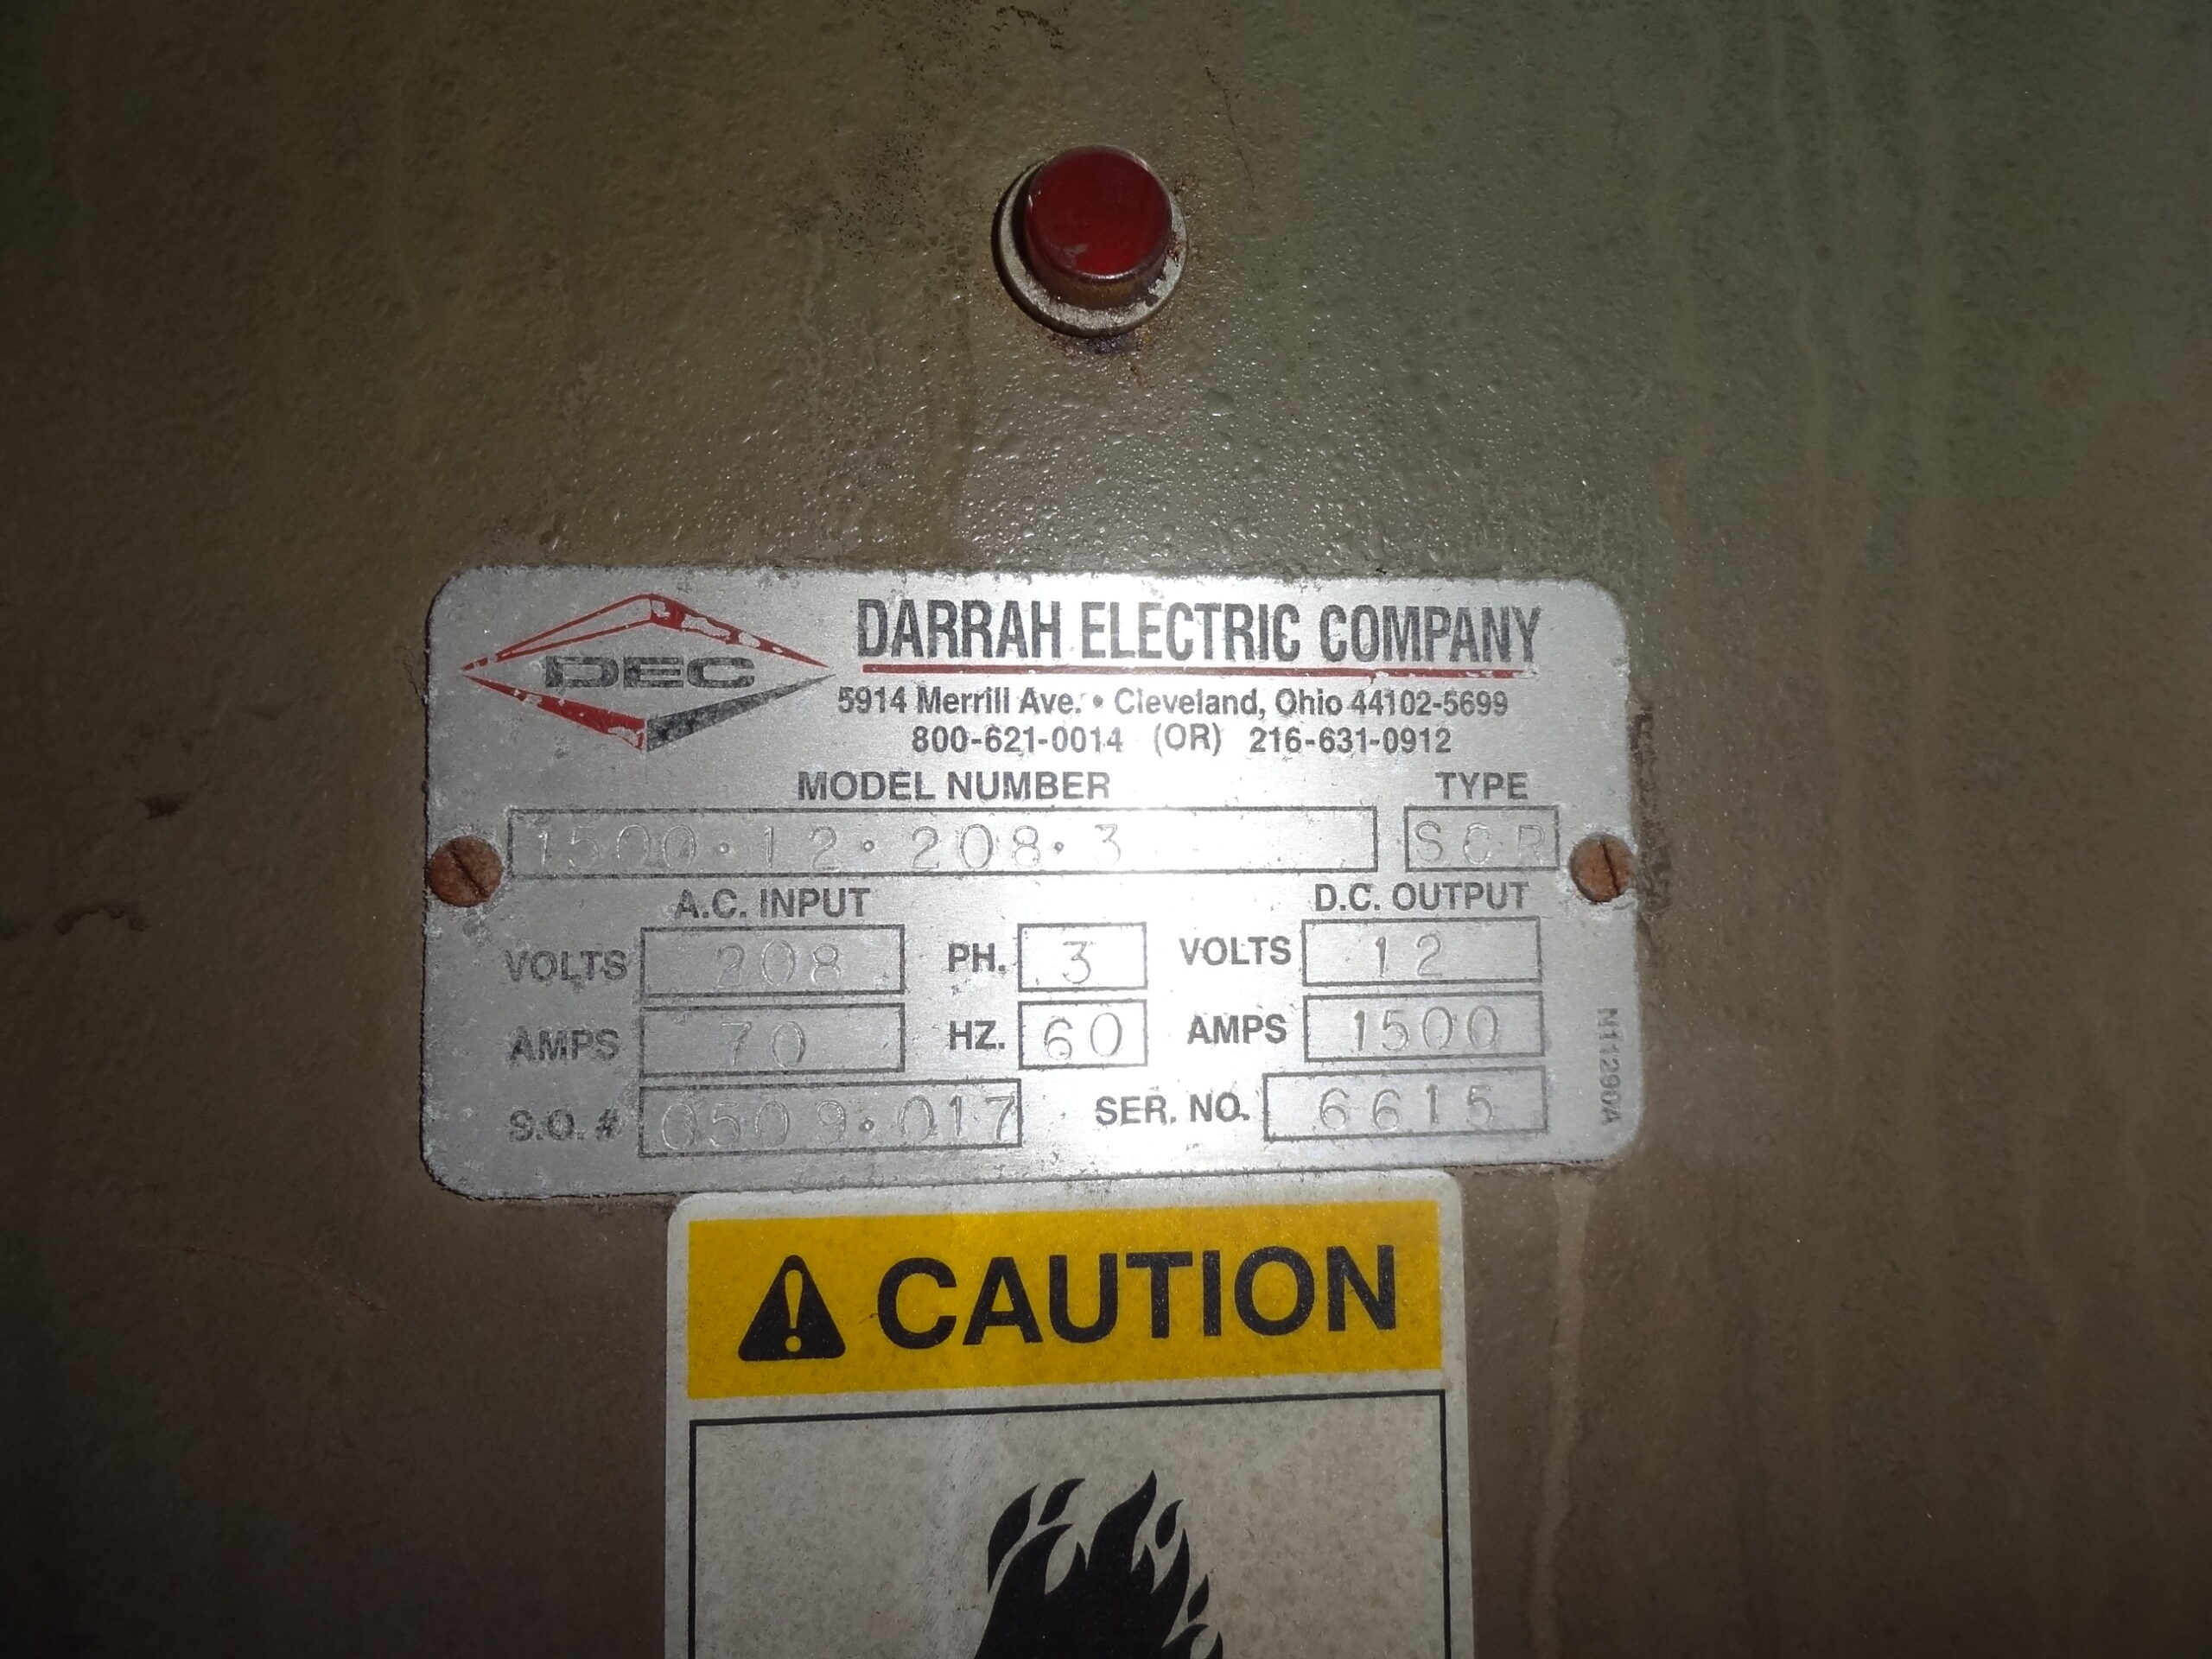 DEC
DARRAH ELECTRIC COMPANY
5914 Merrill Ave. • Cleveland, Ohio 44102-5699
800-621-0014 (OR) 216-631-0912
MODEL NUMBER TYPE
1500·12·208·3 SCR
A.C. INPUT D.C. OUTPUT
VOLTS 208 PH. 3 VOLTS 12
AMPS 70 HZ. 60 AMPS 1500
S.O. # 0509·017 SER. NO. 6615
N112904
CAUTION